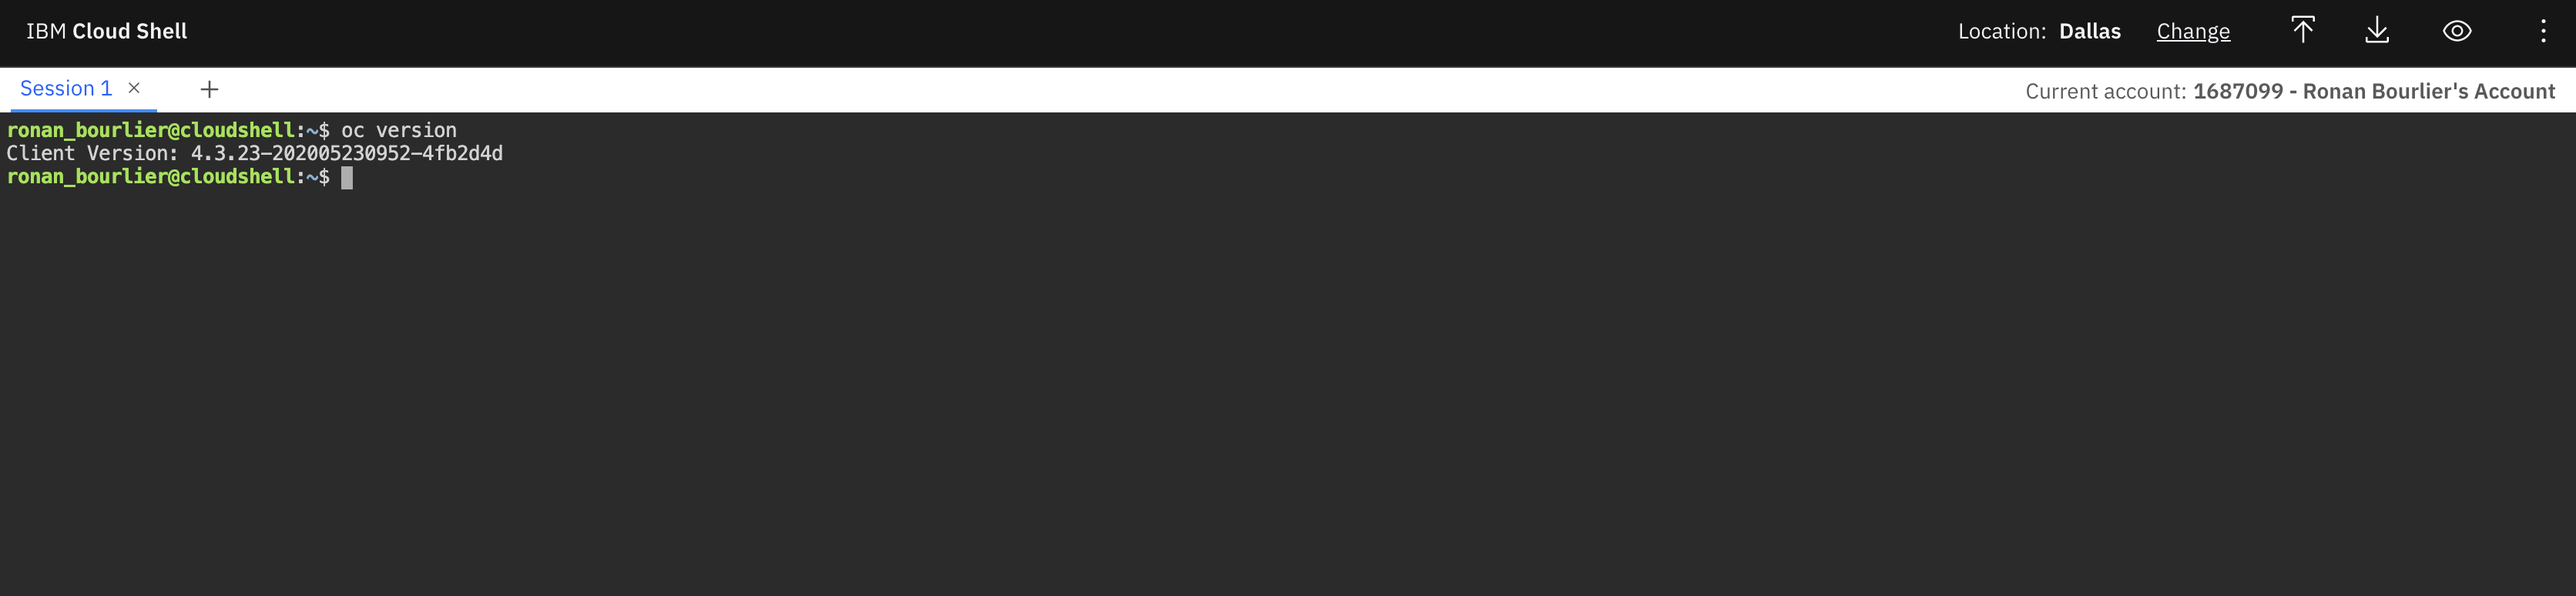 IBM Cloud Shell
Location: Dallas Change
Session 1
Current account: 1687099 - Ronan Bourlier's Account
ronan_bourlier@cloudshell:~$ oc version
Client Version: 4.3.23-202005230952-4fb2d4d
ronan_bourlier@cloudshell:~$